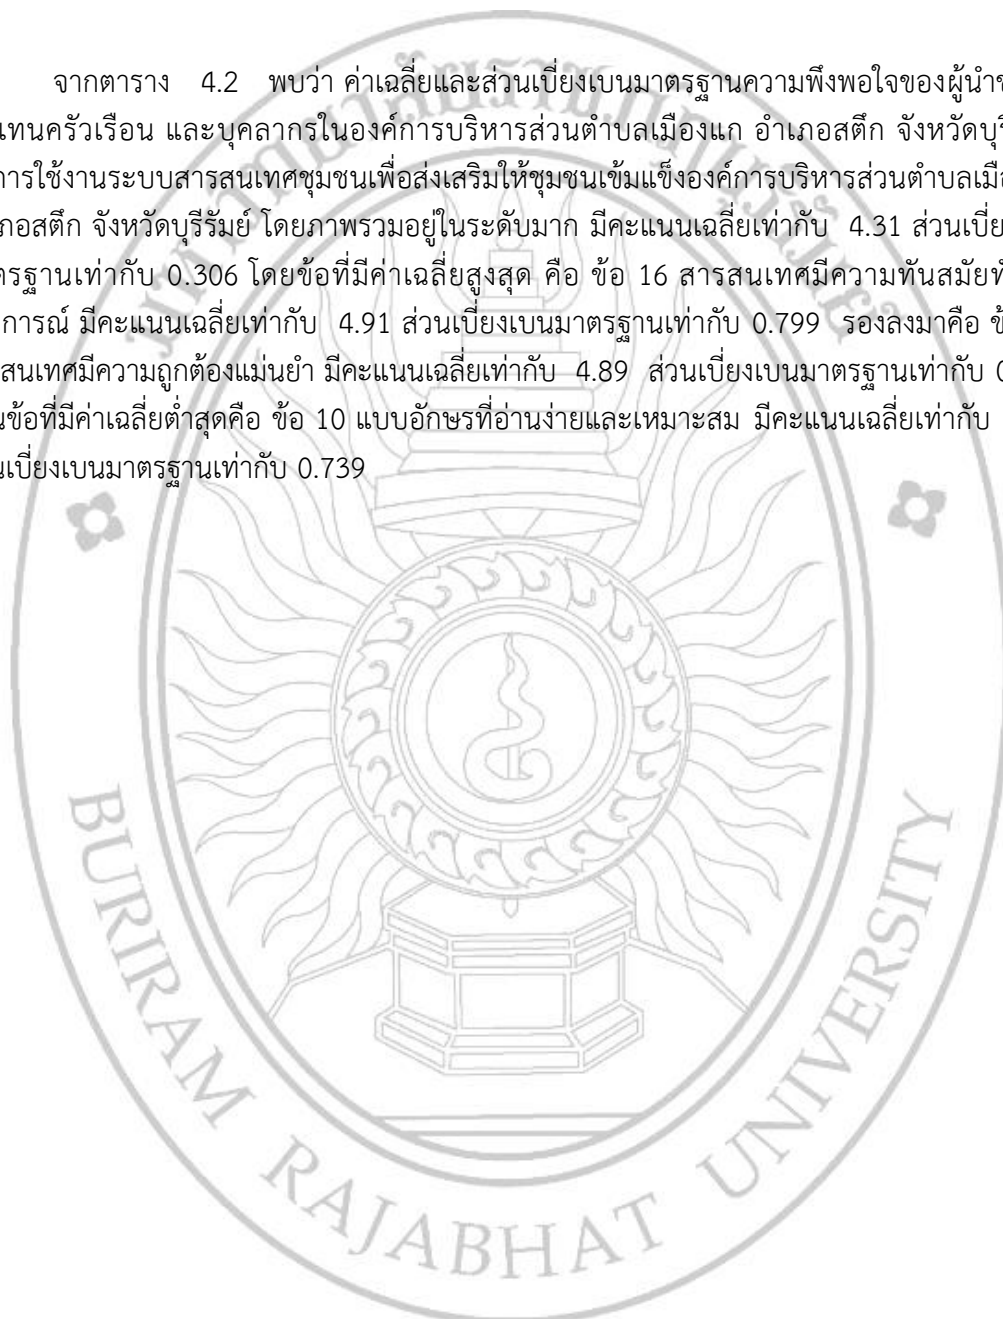 จากตาราง 4.2 พบว่า ค่าเฉลี่ยและส่วนเบี่ยงเบนมาตรฐานความพึงพอใจของผู้นำช
แทนครัวเรือน และบุคลากรในองค์การบริหารส่วนตำบลเมืองแก อำเภอสตึก จังหวัดบุรี
การใช้งานระบบสารสนเทศชุมชนเพื่อส่งเสริมให้ชุมชนเข้มแข็งองค์การบริหารส่วนตำบลเมือ
ภอสตึก จังหวัดบุรีรัมย์ โดยภาพรวมอยู่ในระดับมาก มีคะแนนเฉลี่ยเท่ากับ 4.31 ส่วนเบี่ย
ตรฐานเท่ากับ 0.306 โดยข้อที่มีค่าเฉลี่ยสูงสุด คือ ข้อ 16 สารสนเทศมีความทันสมัยทั
การณ์ มีคะแนนเฉลี่ยเท่ากับ 4.91 ส่วนเบี่ยงเบนมาตรฐานเท่ากับ 0.799 รองลงมาคือ ข้
สนเทศมีความถูกต้องแม่นยำ มีคะแนนเฉลี่ยเท่ากับ 4.89 ส่วนเบี่ยงเบนมาตรฐานเท่ากับ
นข้อที่มีค่าเฉลี่ยต่ำสุดคือ ข้อ 10 แบบอักษรที่อ่านง่ายและเหมาะสม มีคะแนนเฉลี่ยเท่ากับ
นเบี่ยงเบนมาตรฐานเท่ากับ 0.739
มหาวิทยาลัยราชภัฏบุรีรัมย์
BURIRAM RAJABHAT UNIVERSITY